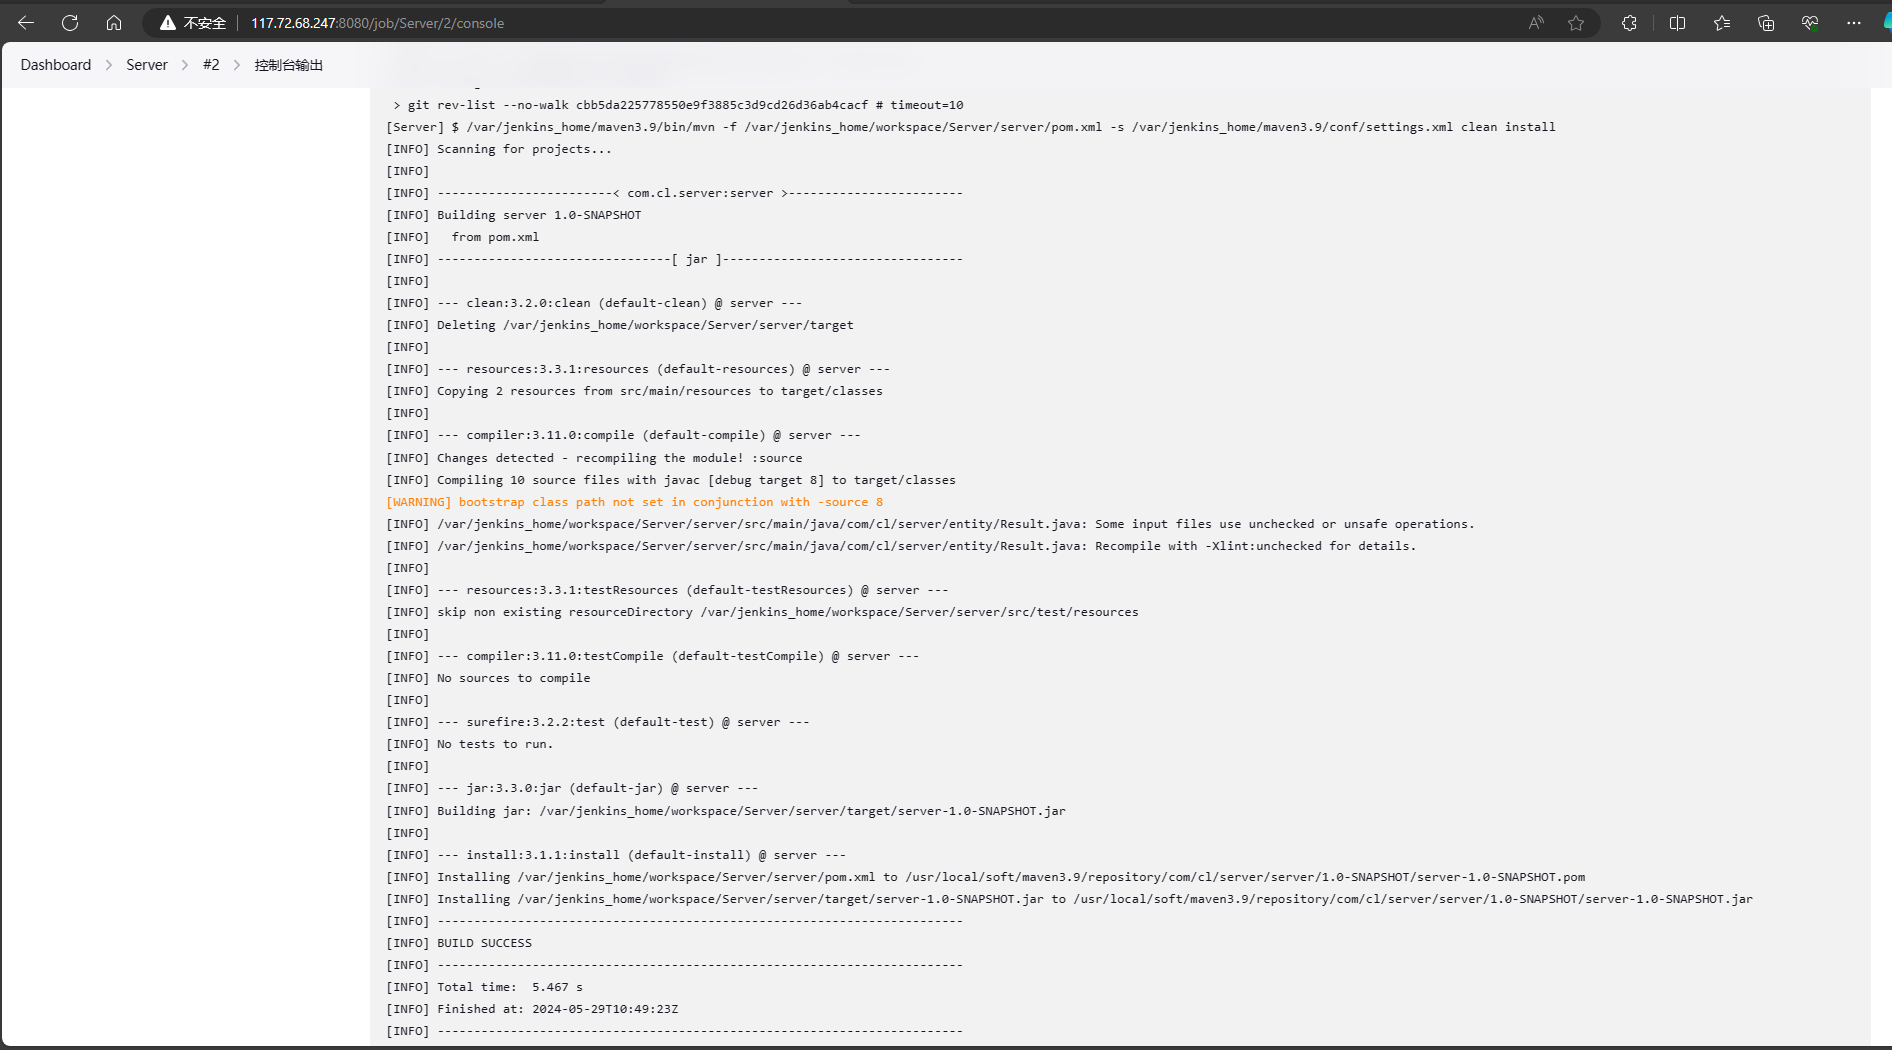 不安全 117.72.68.247:8080/job/Server/2/console
Dashboard Server #2 控制台输出
> git rev-list --no-walk cbb5da225778550e9f3885c3d9cd26d36ab4cacf # timeout=10
[Server] $ /var/jenkins_home/maven3.9/bin/mvn -f /var/jenkins_home/workspace/Server/server/pom.xml -s /var/jenkins_home/maven3.9/conf/settings.xml clean install
[INFO] Scanning for projects...
[INFO]
[INFO] ------------------------< com.cl.server:server >------------------------
[INFO] Building server 1.0-SNAPSHOT
[INFO]   from pom.xml
[INFO] --------------------------------[ jar ]---------------------------------
[INFO]
[INFO] --- clean:3.2.0:clean (default-clean) @ server ---
[INFO] Deleting /var/jenkins_home/workspace/Server/server/target
[INFO]
[INFO] --- resources:3.3.1:resources (default-resources) @ server ---
[INFO] Copying 2 resources from src/main/resources to target/classes
[INFO]
[INFO] --- compiler:3.11.0:compile (default-compile) @ server ---
[INFO] Changes detected - recompiling the module! :source
[INFO] Compiling 10 source files with javac [debug target 8] to target/classes
[WARNING] bootstrap class path not set in conjunction with -source 8
[INFO] /var/jenkins_home/workspace/Server/server/src/main/java/com/cl/server/entity/Result.java: Some input files use unchecked or unsafe operations.
[INFO] /var/jenkins_home/workspace/Server/server/src/main/java/com/cl/server/entity/Result.java: Recompile with -Xlint:unchecked for details.
[INFO]
[INFO] --- resources:3.3.1:testResources (default-testResources) @ server ---
[INFO] skip non existing resourceDirectory /var/jenkins_home/workspace/Server/server/src/test/resources
[INFO]
[INFO] --- compiler:3.11.0:testCompile (default-testCompile) @ server ---
[INFO] No sources to compile
[INFO]
[INFO] --- surefire:3.2.2:test (default-test) @ server ---
[INFO] No tests to run.
[INFO]
[INFO] --- jar:3.3.0:jar (default-jar) @ server ---
[INFO] Building jar: /var/jenkins_home/workspace/Server/server/target/server-1.0-SNAPSHOT.jar
[INFO]
[INFO] --- install:3.1.1:install (default-install) @ server ---
[INFO] Installing /var/jenkins_home/workspace/Server/server/pom.xml to /usr/local/soft/maven3.9/repository/com/cl/server/server/1.0-SNAPSHOT/server-1.0-SNAPSHOT.pom
[INFO] Installing /var/jenkins_home/workspace/Server/server/target/server-1.0-SNAPSHOT.jar to /usr/local/soft/maven3.9/repository/com/cl/server/server/1.0-SNAPSHOT/server-1.0-SNAPSHOT.jar
[INFO] ------------------------------------------------------------------------
[INFO] BUILD SUCCESS
[INFO] ------------------------------------------------------------------------
[INFO] Total time:  5.467 s
[INFO] Finished at: 2024-05-29T10:49:23Z
[INFO] ------------------------------------------------------------------------